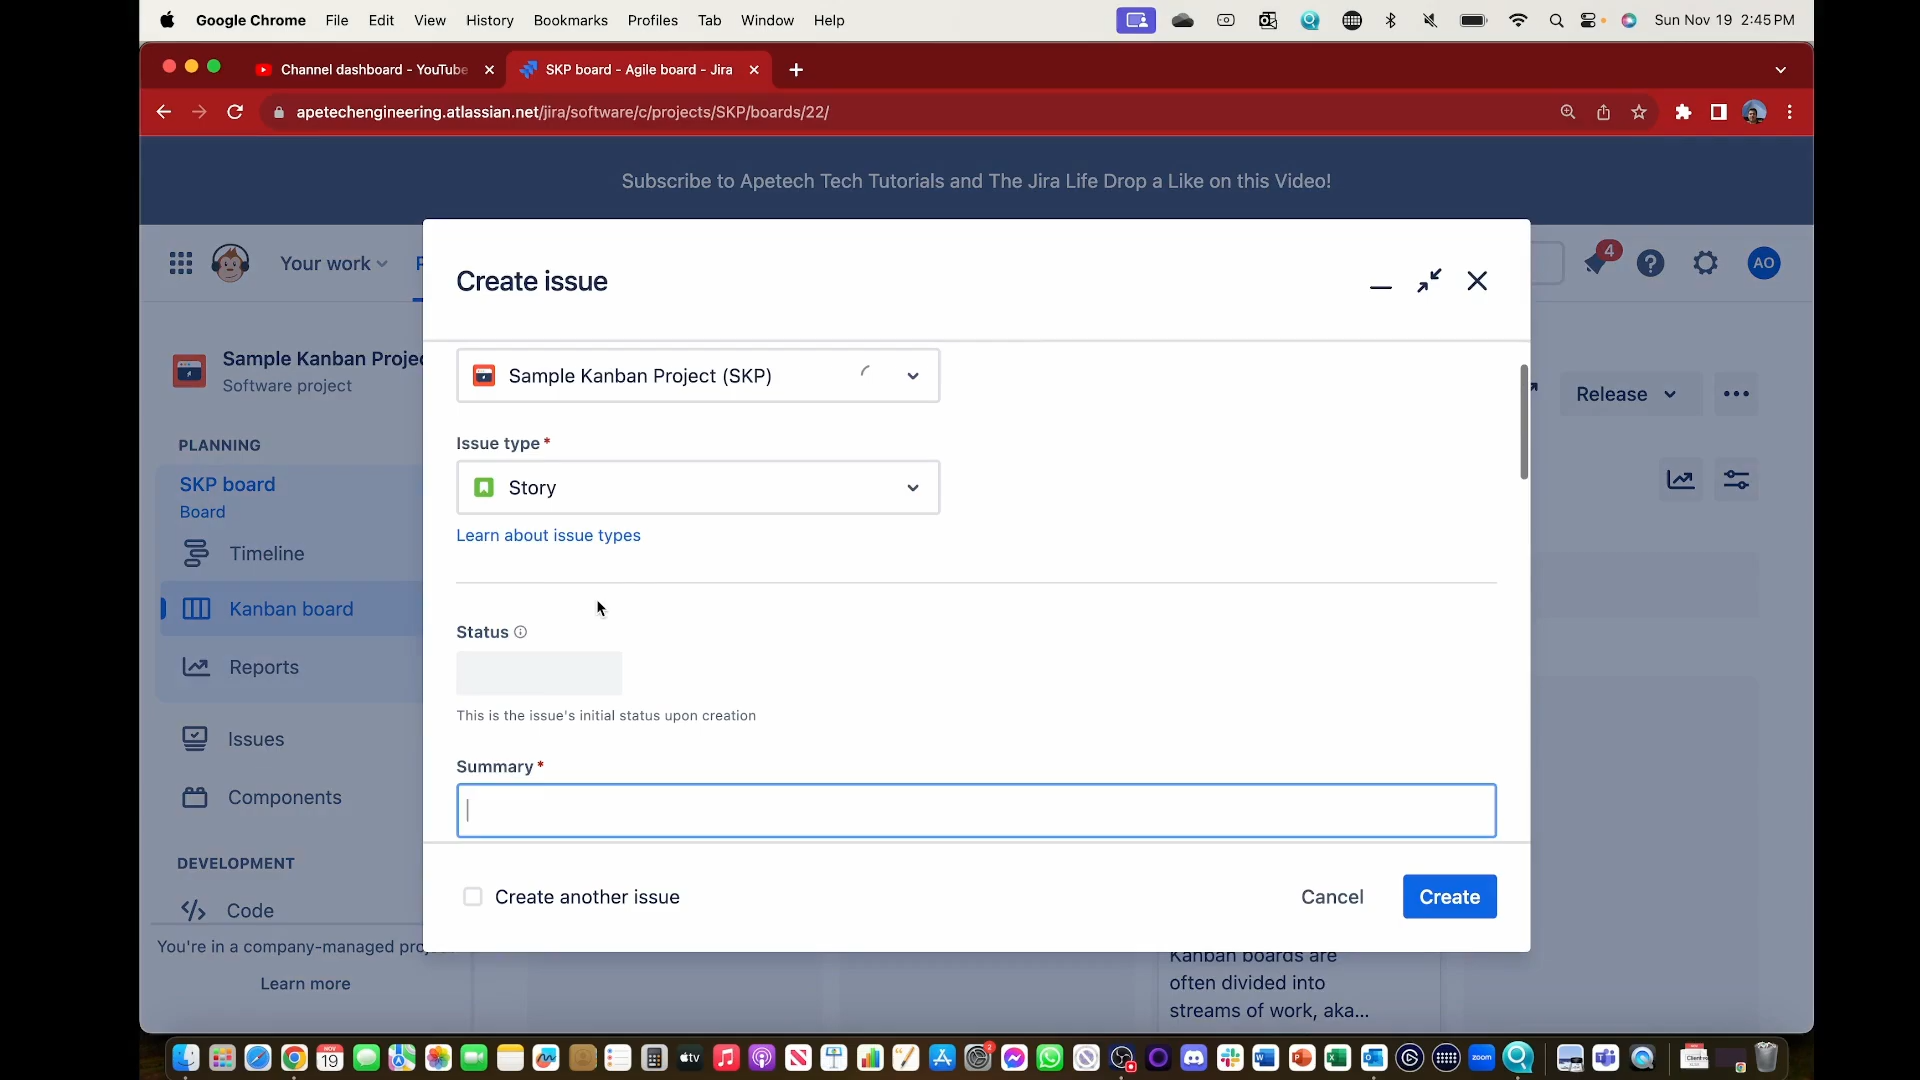 Google Chrome File Edit View History Bookmarks Profiles Tab Window Help Sun Nov 19 2:45 PM
Channel dashboard - YouTube SKP board - Agile board - Jira
apetechengineering.atlassian.net/jira/software/c/projects/SKP/boards/22/
Subscribe to Apetech Tech Tutorials and The Jira Life Drop a Like on this Video!
Your work 4 AO
Create issue
Sample Kanban Projec
Software project
Sample Kanban Project (SKP)
Release
Issue type *
PLANNING
SKP board
Board
Story
Learn about issue types
Timeline
Kanban board
Status
Reports
This is the issue's initial status upon creation
Issues
Summary *
Components
DEVELOPMENT
Create another issue Cancel Create
Code
You're in a company-managed pro
Learn more
Kanban boards are
often divided into
streams of work, aka...
NOV
19
tv
2
zoom